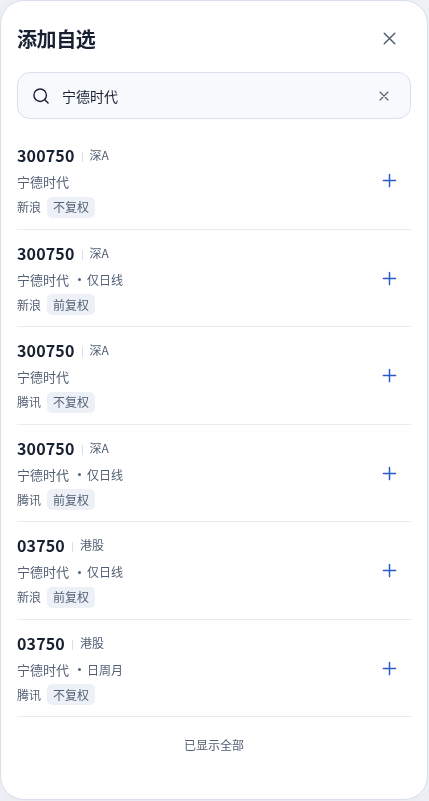 添加自选
宁德时代
300750 深A
宁德时代
新浪 不复权
300750 深A
宁德时代 · 仅日线
新浪 前复权
300750 深A
宁德时代
腾讯 不复权
300750 深A
宁德时代 · 仅日线
腾讯 前复权
03750 港股
宁德时代 · 仅日线
新浪 前复权
03750 港股
宁德时代 · 日周月
腾讯 不复权
已显示全部